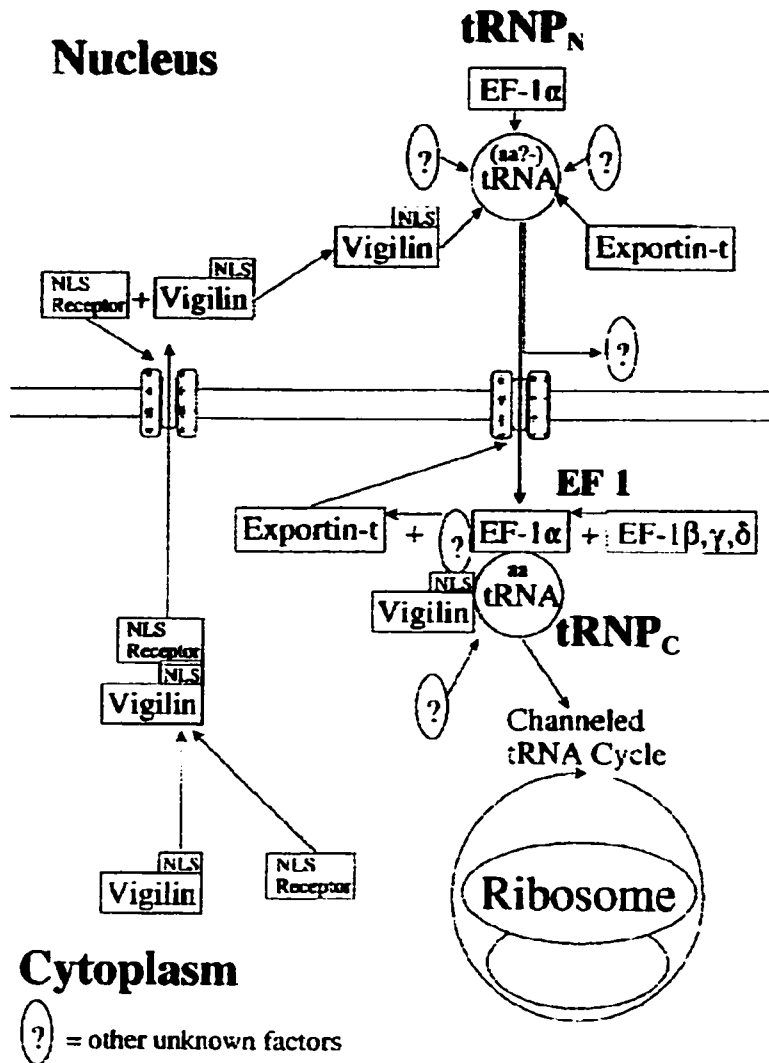 tRNP_N
Nucleus
EF-1α
?
(aa?-)
tRNA
?
NLS
Vigilin
Exportin-t
NLS
Receptor
+
NLS
Vigilin
?
EF 1
Exportin-t + ? EF-1α + EF-1β,γ,δ
NLS
Vigilin
aa
tRNA
tRNP_C
?
NLS
Receptor
NLS
Vigilin
Channeled
tRNA Cycle
NLS
Vigilin
NLS
Receptor
Ribosome
Cytoplasm
? = other unknown factors